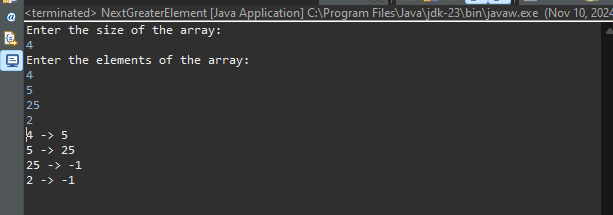 <terminated> NextGreaterElement [Java Application] C:\Program Files\Java\jdk-23\bin\javaw.exe (Nov 10, 2024
Enter the size of the array:
4
Enter the elements of the array:
4
5
25
2
4 -> 5
5 -> 25
25 -> -1
2 -> -1